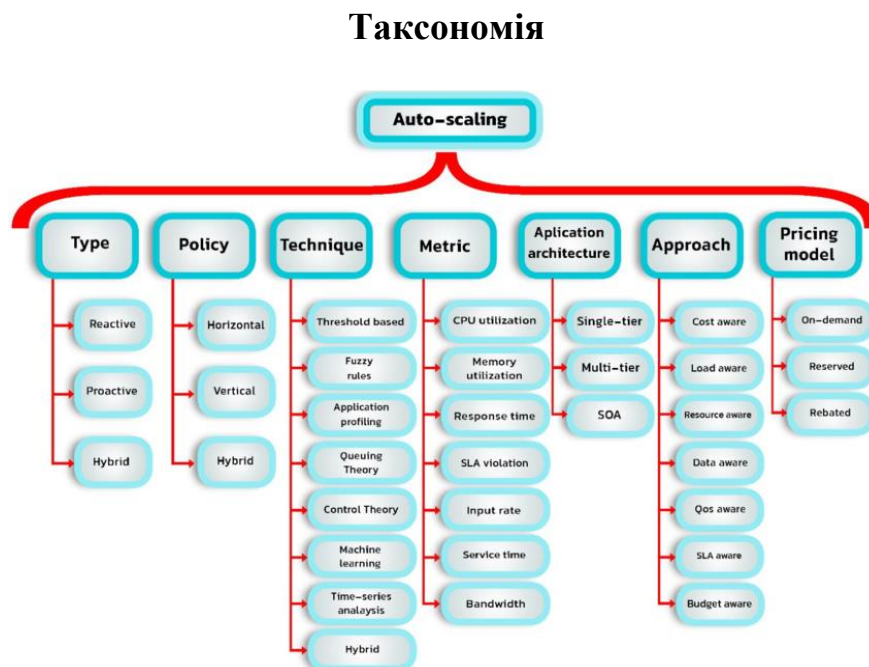 Таксономія
Auto-scaling
Type
Policy
Technique
Metric
Aplication
architecture
Approach
Pricing
model
Reactive
Proactive
Hybrid
Horizontal
Vertical
Hybrid
Threshold based
Fuzzy
rules
Application
profiling
Queuing
Theory
Control Theory
Machine
learning
Time-series
analaysis
Hybrid
CPU utilization
Memory
utilization
Response time
SLA violation
Input rate
Service time
Bandwidth
Single-tier
Multi-tier
SOA
Cost aware
Load aware
Resource aware
Data aware
Qos aware
SLA aware
Budget aware
On-demand
Reserved
Rebated